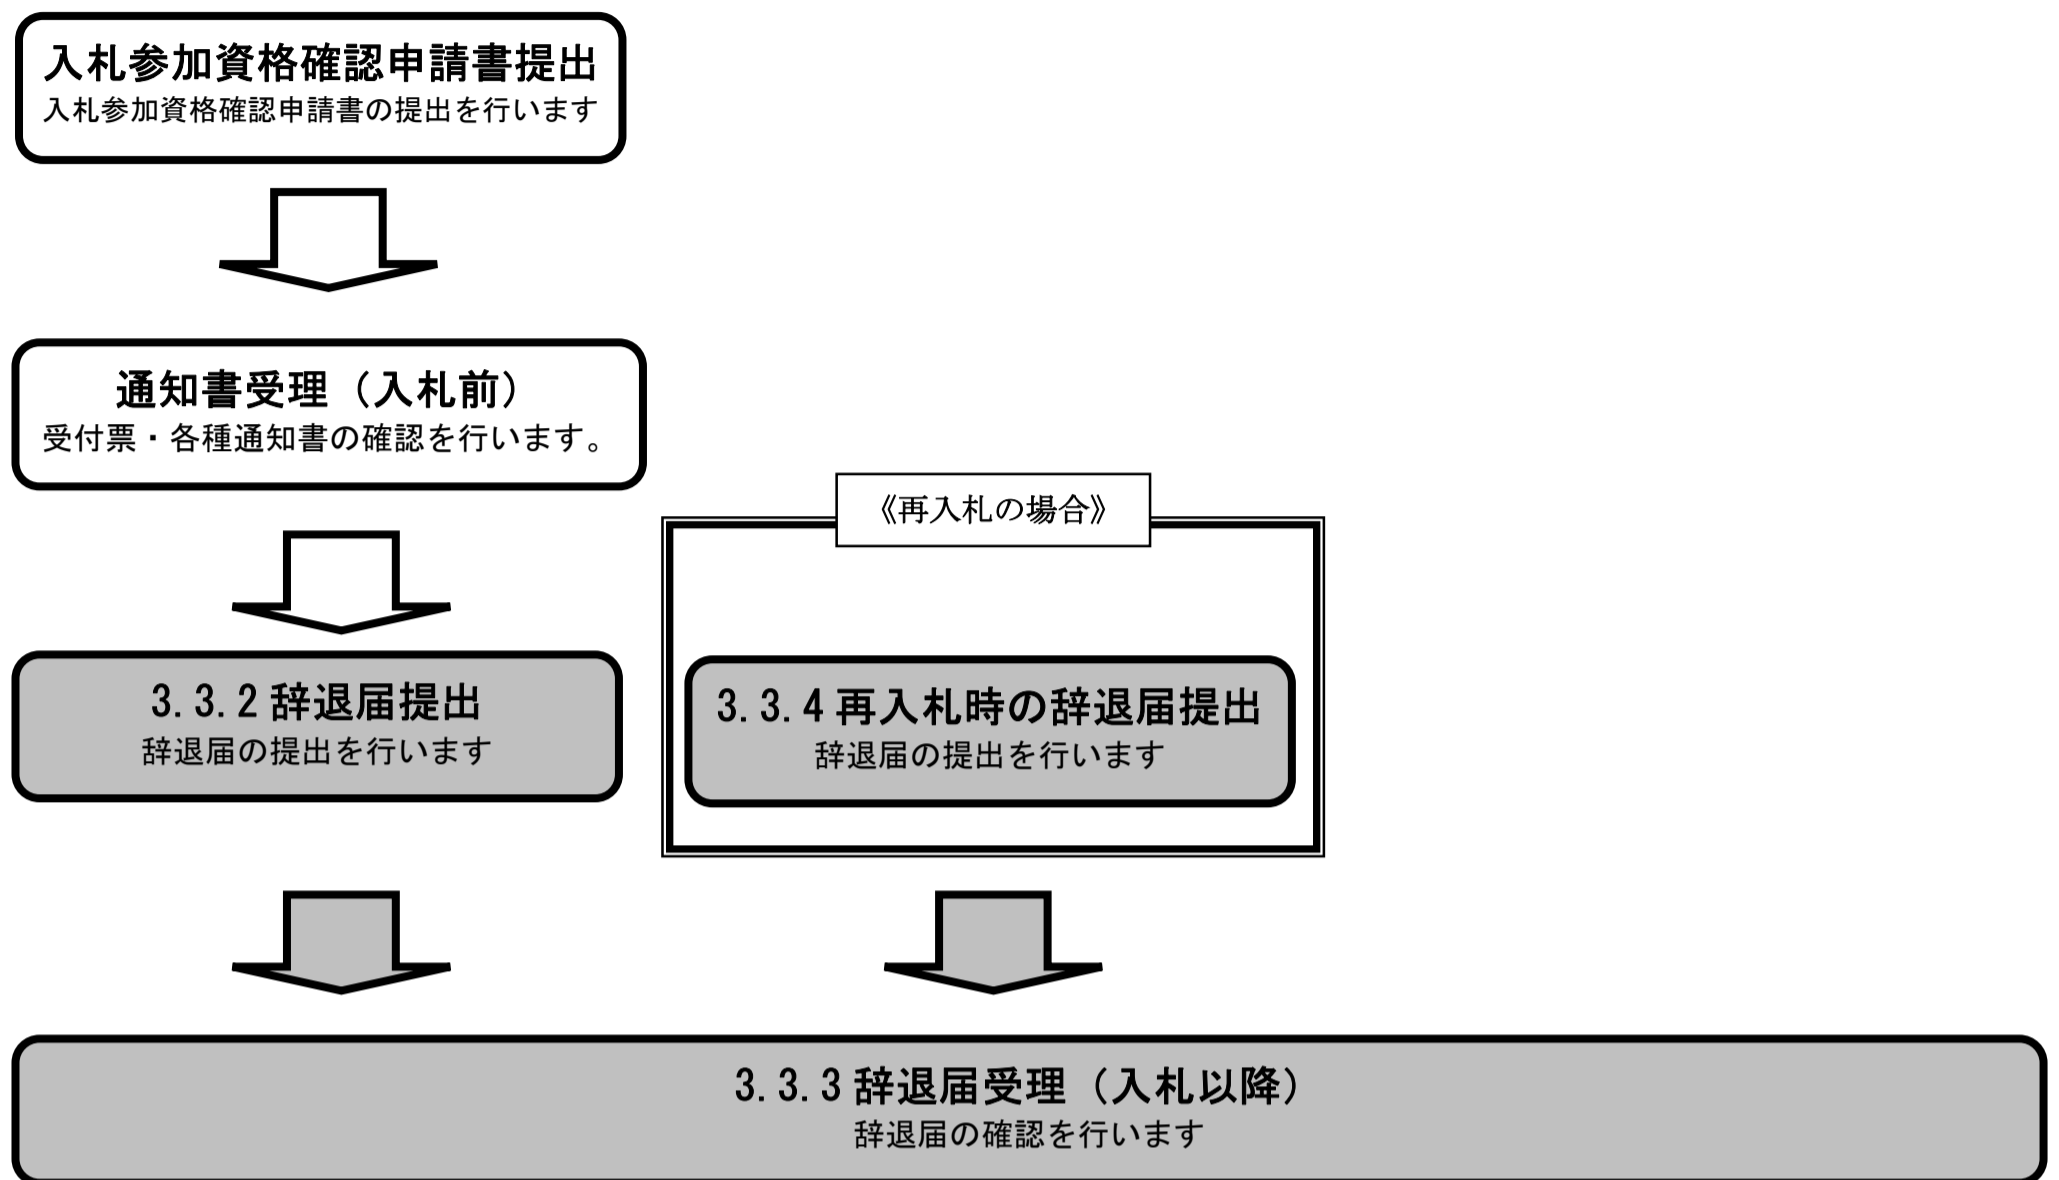 入札参加資格確認申請書提出
入札参加資格確認申請書の提出を行います
通知書受理（入札前）
受付票・各種通知書の確認を行います。
《再入札の場合》
3.3.2 辞退届提出
辞退届の提出を行います
3.3.4 再入札時の辞退届提出
辞退届の提出を行います
3.3.3 辞退届受理（入札以降）
辞退届の確認を行います